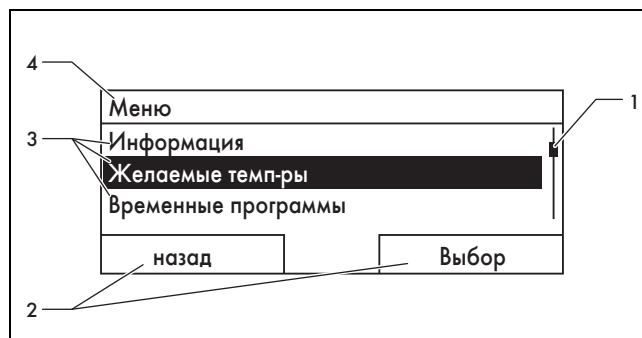 4
Меню
1
3
Информация
Желаемые темп-ры
Временные программы
назад
Выбор
2